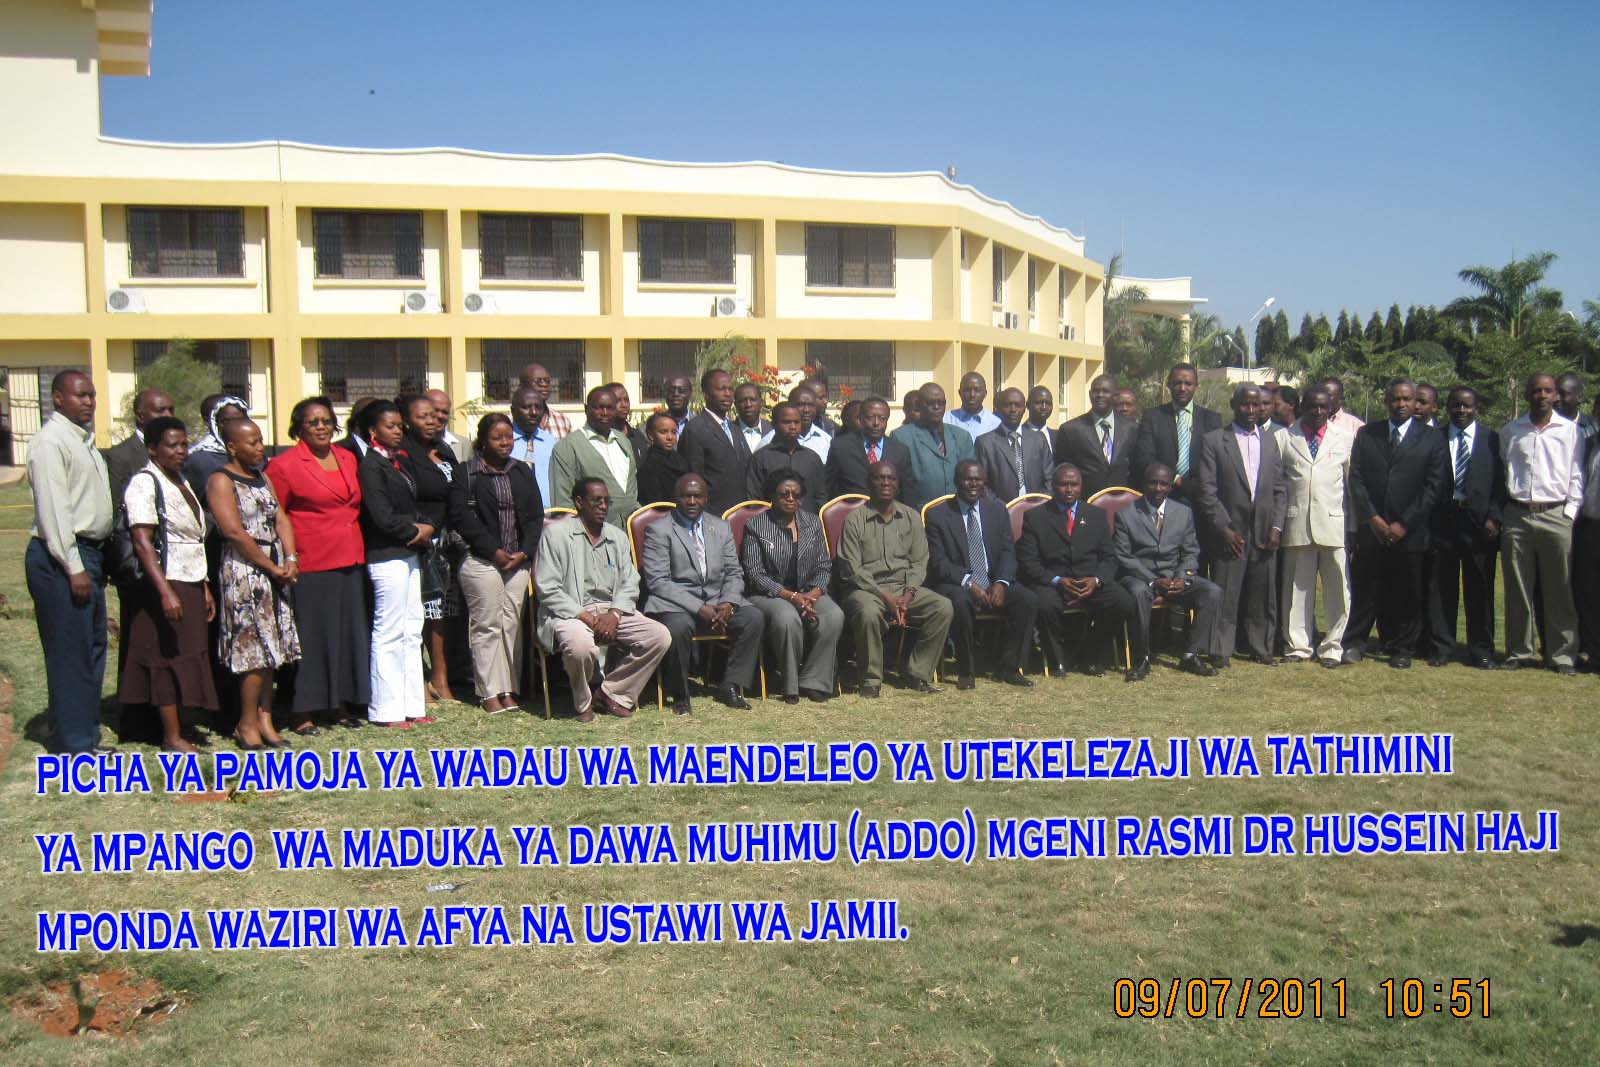 PICHA YA PAMOJA YA WADAU WA MAENDELEO YA UTEKELEZAJI WA TATHIMINI
YA MPANGO WA MADUKA YA DAWA MUHIMU (ADDO) MGENI RASMI DR HUSSEIN HAJI
MPONDA WAZIRI WA AFYA NA USTAWI WA JAMII.
09/07/2011 10:51